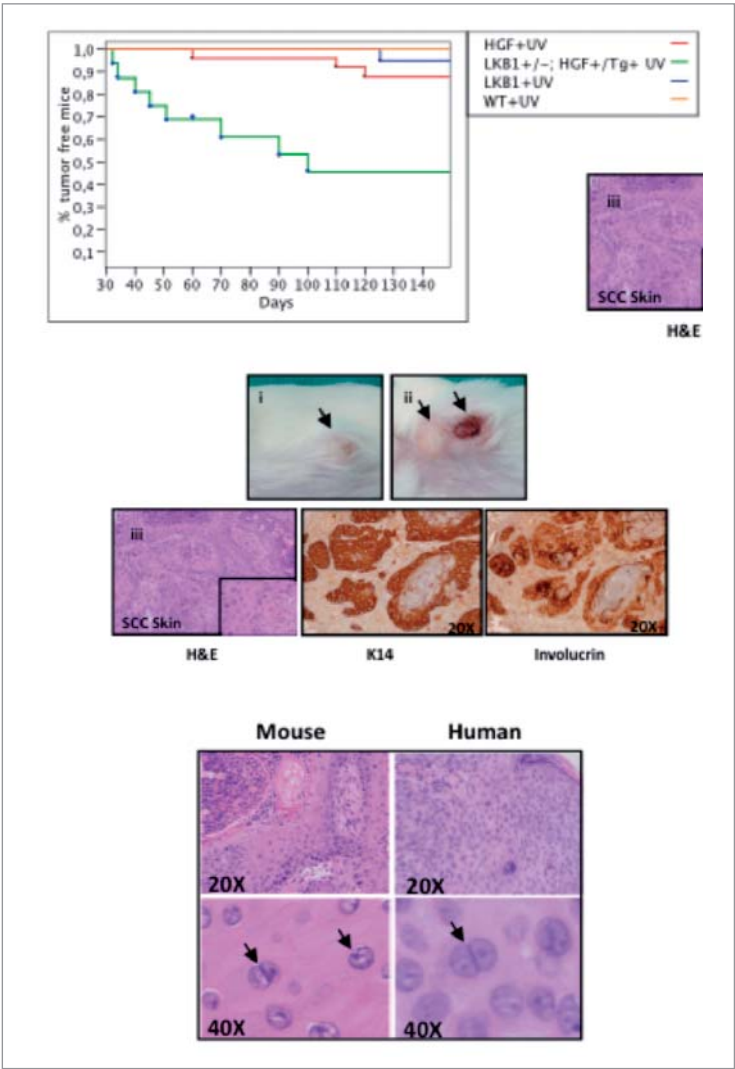 % tumor free mice
1,0
0,9
0,8
0,7
0,6
0,5
0,4
0,3
0,2
0,1
30 40 50 60 70 80 90 100 110 120 130 140
Days
HGF+UV
LKB1+/-; HGF+/Tg+ UV
LKB1+UV
WT+UV
iii
SCC Skin
H&E
i
ii
iii
SCC Skin
20X
20X
H&E K14 Involucrin
Mouse Human
20X 20X
40X 40X